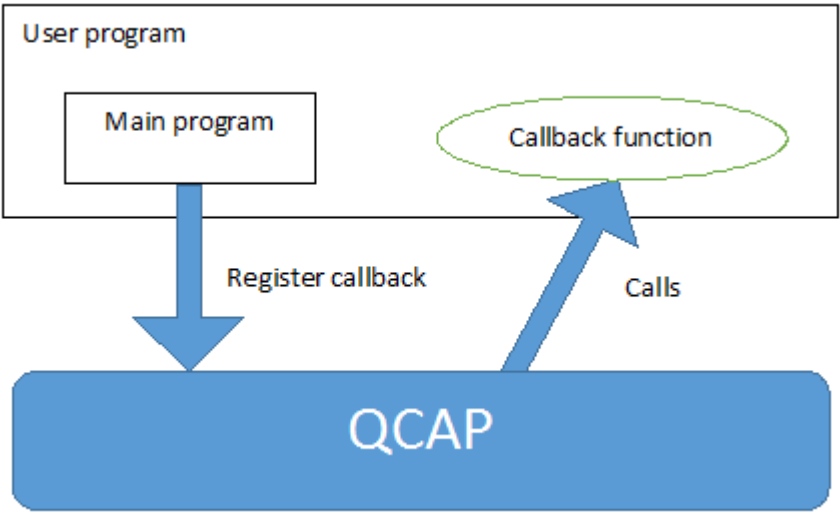 User program
Main program
Callback function
Register callback
Calls
QCAP